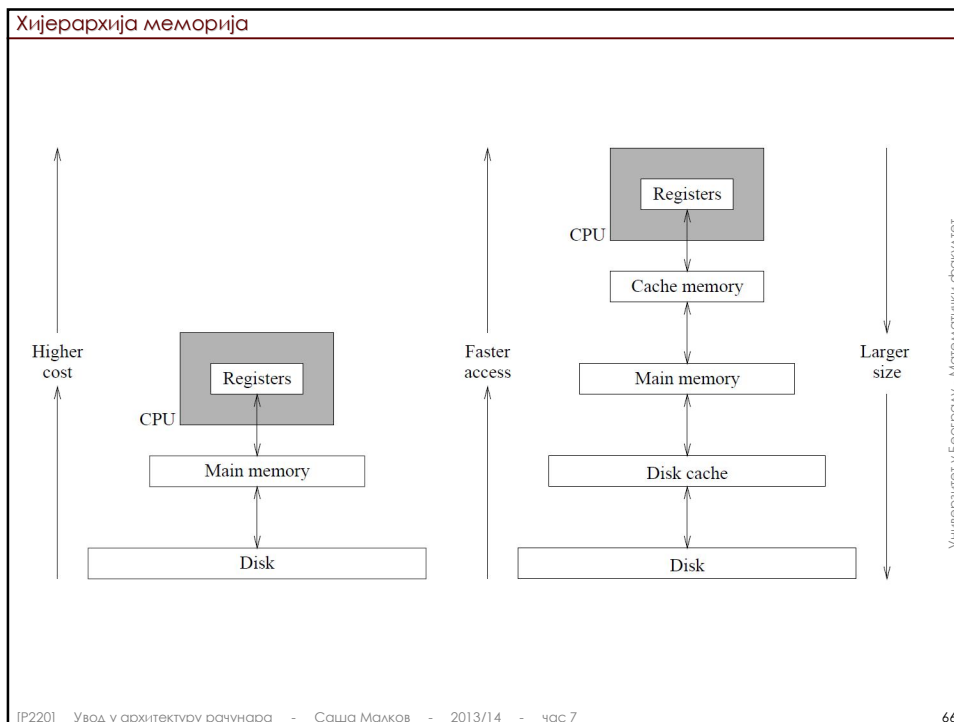 Хијерархија меморија
Higher
cost
Registers
CPU
Main memory
Disk
Faster
access
Registers
CPU
Cache memory
Main memory
Disk cache
Disk
Larger
size
Универзитет у Београду - Математички факултет
[P220] Увод у архитектуру рачунара - Саша Малков - 2013/14 - час 7
66